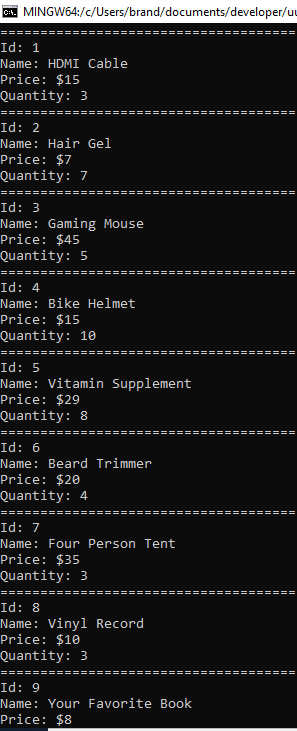 MINGW64:/c/Users/brand/documents/developer/uu
=====================================
Id: 1
Name: HDMI Cable
Price: $15
Quantity: 3
=====================================
Id: 2
Name: Hair Gel
Price: $7
Quantity: 7
=====================================
Id: 3
Name: Gaming Mouse
Price: $45
Quantity: 5
=====================================
Id: 4
Name: Bike Helmet
Price: $15
Quantity: 10
=====================================
Id: 5
Name: Vitamin Supplement
Price: $29
Quantity: 8
=====================================
Id: 6
Name: Beard Trimmer
Price: $20
Quantity: 4
=====================================
Id: 7
Name: Four Person Tent
Price: $35
Quantity: 3
=====================================
Id: 8
Name: Vinyl Record
Price: $10
Quantity: 3
=====================================
Id: 9
Name: Your Favorite Book
Price: $8